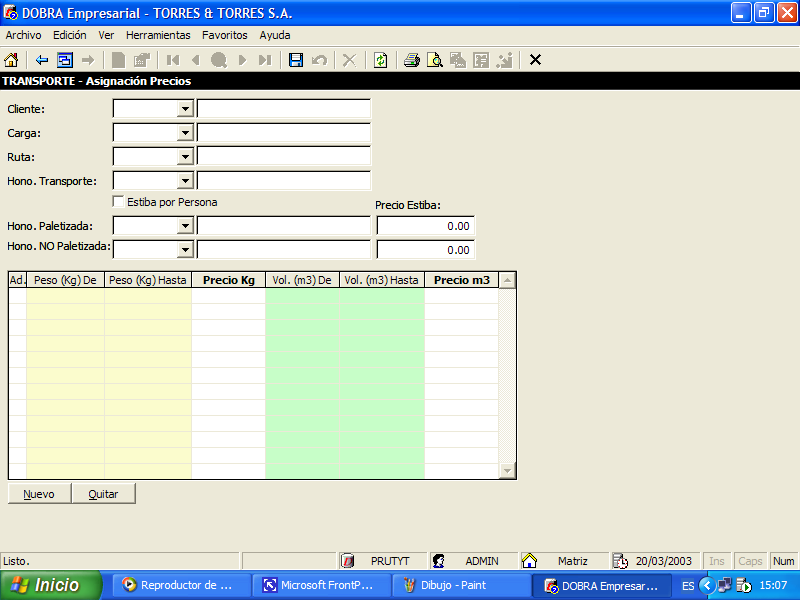 DOBRA Empresarial - TORRES & TORRES S.A.
Archivo Edición Ver Herramientas Favoritos Ayuda
TRANSPORTE - Asignación Precios
Cliente:
Carga:
Ruta:
Hono. Transporte:
Estiba por Persona
Precio Estiba:
Hono. Paletizada: 0.00
Hono. NO Paletizada: 0.00
Ad. Peso (Kg) De Peso (Kg) Hasta Precio Kg Vol. (m3) De Vol. (m3) Hasta Precio m3
Nuevo Quitar
Listo. PRUTYT ADMIN Matriz 20/03/2003 Ins Caps Num
Inicio Reproductor de ... Microsoft FrontP... Dibujo - Paint DOBRA Empresar... ES 15:07